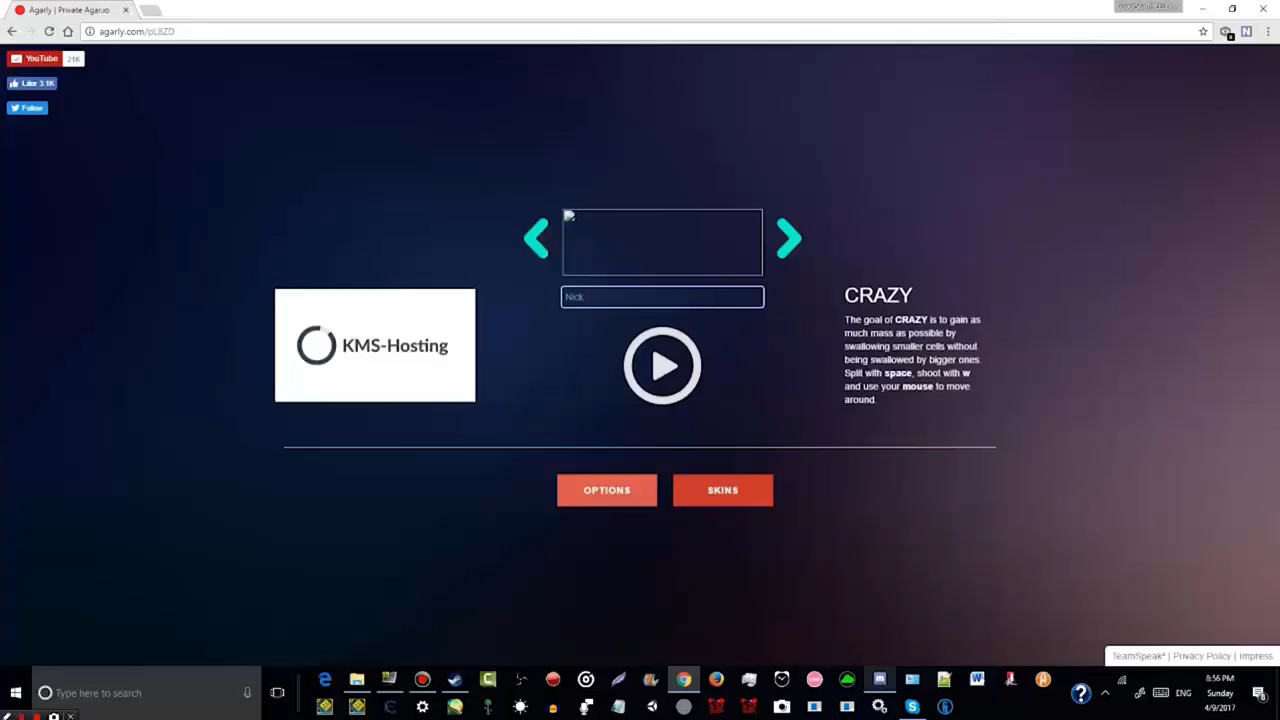 Agarly | Private Agar.io
agarly.com/pL8ZD
YouTube 21K
Like 3.1K
Follow
Nick
KMS-Hosting
CRAZY
The goal of CRAZY is to gain as
much mass as possible by
swallowing smaller cells without
being swallowed by bigger ones.
Split with space, shoot with w
and use your mouse to move
around.
OPTIONS
SKINS
TeamSpeak³ | Privacy Policy | Impress
Type here to search
ENG
8:56 PM
Sunday
4/9/2017